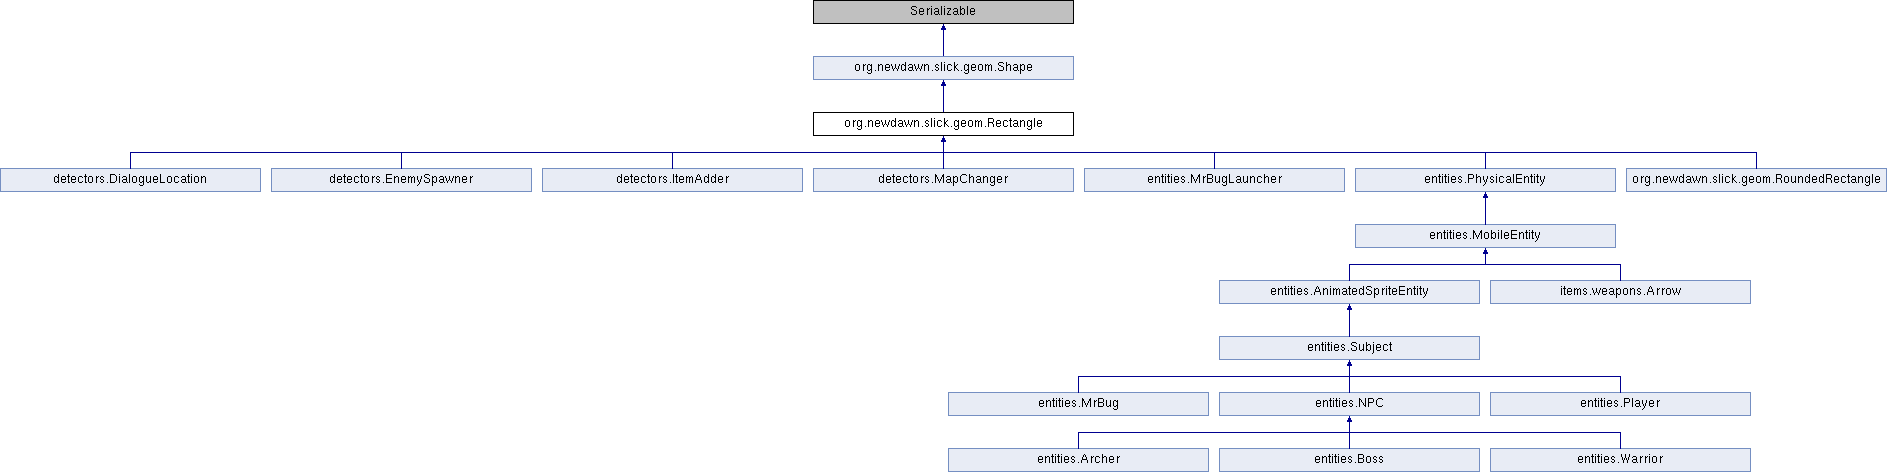 Serializable
org.newdawn.slick.geom.Shape
org.newdawn.slick.geom.Rectangle
detectors.DialogueLocation
detectors.EnemySpawner
detectors.ItemAdder
detectors.MapChanger
entities.MrBugLauncher
entities.PhysicalEntity
org.newdawn.slick.geom.RoundedRectangle
entities.MobileEntity
entities.AnimatedSpriteEntity
items.weapons.Arrow
entities.Subject
entities.MrBug
entities.NPC
entities.Player
entities.Archer
entities.Boss
entities.Warrior